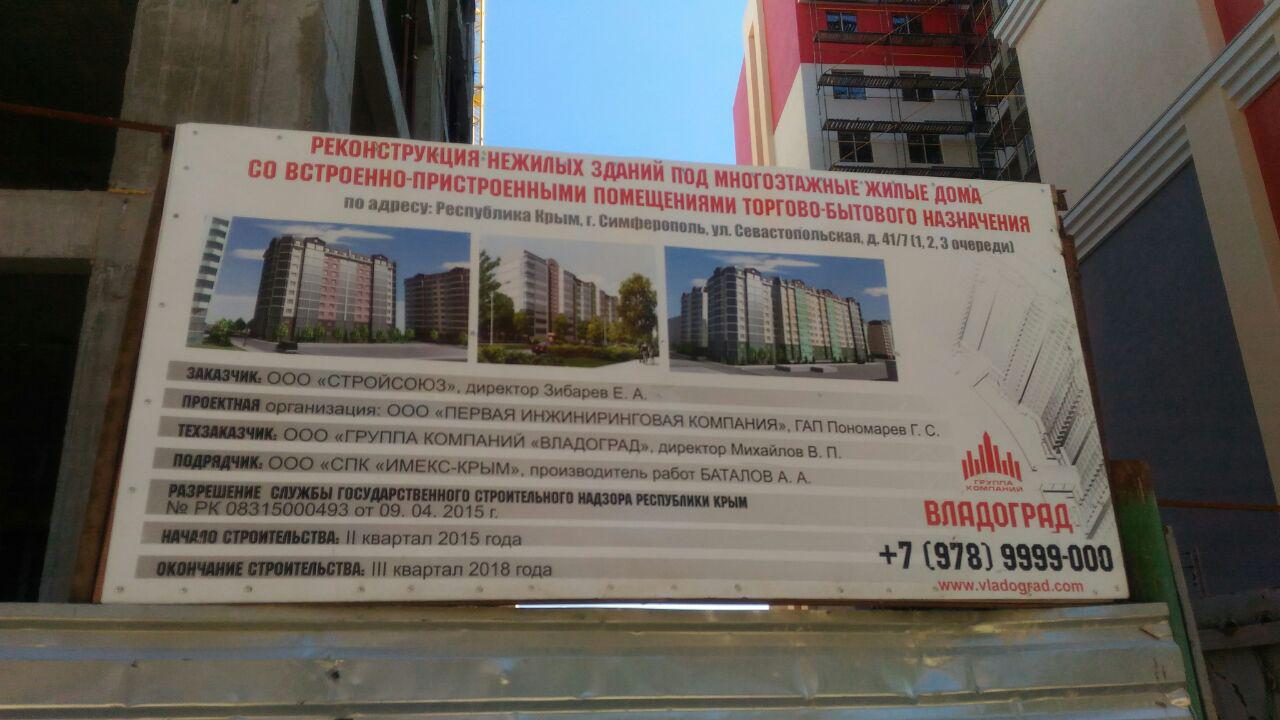 РЕКОНСТРУКЦИЯ НЕЖИЛЫХ ЗДАНИЙ ПОД МНОГОЭТАЖНЫЕ ЖИЛЫЕ ДОМА
СО ВСТРОЕННО-ПРИСТРОЕННЫМИ ПОМЕЩЕНИЯМИ ТОРГОВО-БЫТОВОГО НАЗНАЧЕНИЯ
по адресу: Республика Крым, г. Симферополь, ул. Севастопольская, д. 41/7 (1, 2, 3 очереди)
ЗАКАЗЧИК: ООО «СТРОЙСОЮЗ», директор Зибарев Е. А.
ПРОЕКТНАЯ организация: ООО «ПЕРВАЯ ИНЖИНИРИНГОВАЯ КОМПАНИЯ», ГАП Пономарев Г. С.
ТЕХЗАКАЗЧИК: ООО «ГРУППА КОМПАНИЙ «ВЛАДОГРАД», директор Михайлов В. П.
ПОДРЯДЧИК: ООО «СПК «ИМЕКС-КРЫМ», производитель работ БАТАЛОВ А. А.
РАЗРЕШЕНИЕ СЛУЖБЫ ГОСУДАРСТВЕННОГО СТРОИТЕЛЬНОГО НАДЗОРА РЕСПУБЛИКИ КРЫМ
№ РК 08315000493 от 09. 04. 2015 г.
НАЧАЛО СТРОИТЕЛЬСТВА: II квартал 2015 года
ОКОНЧАНИЕ СТРОИТЕЛЬСТВА: III квартал 2018 года
ГРУППА
КОМПАНИЙ
ВЛАДОГРАД
+7 (978) 9999-000
www.vladograd.com